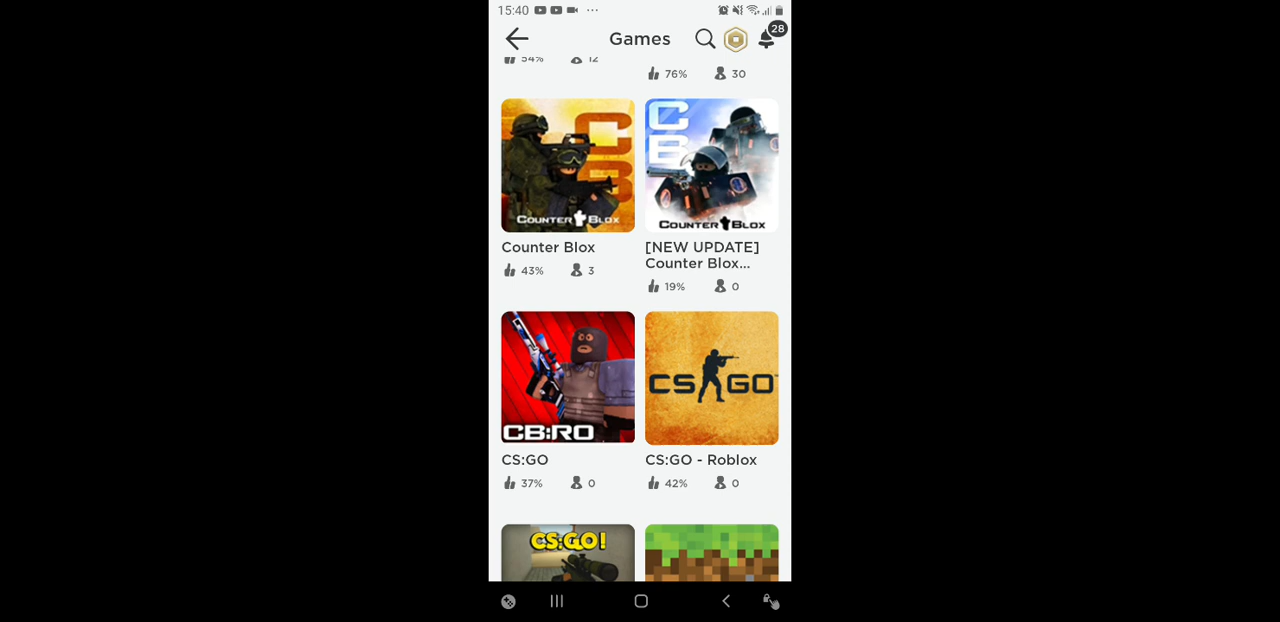 15:40
Games
28
54%
12
76%
30
CB
COUNTER BLOX
CB
COUNTER BLOX
Counter Blox
43%
3
[NEW UPDATE]
Counter Blox...
19%
0
CB:RO
CS GO
CS:GO
37%
0
CS:GO - Roblox
42%
0
CS:GO!